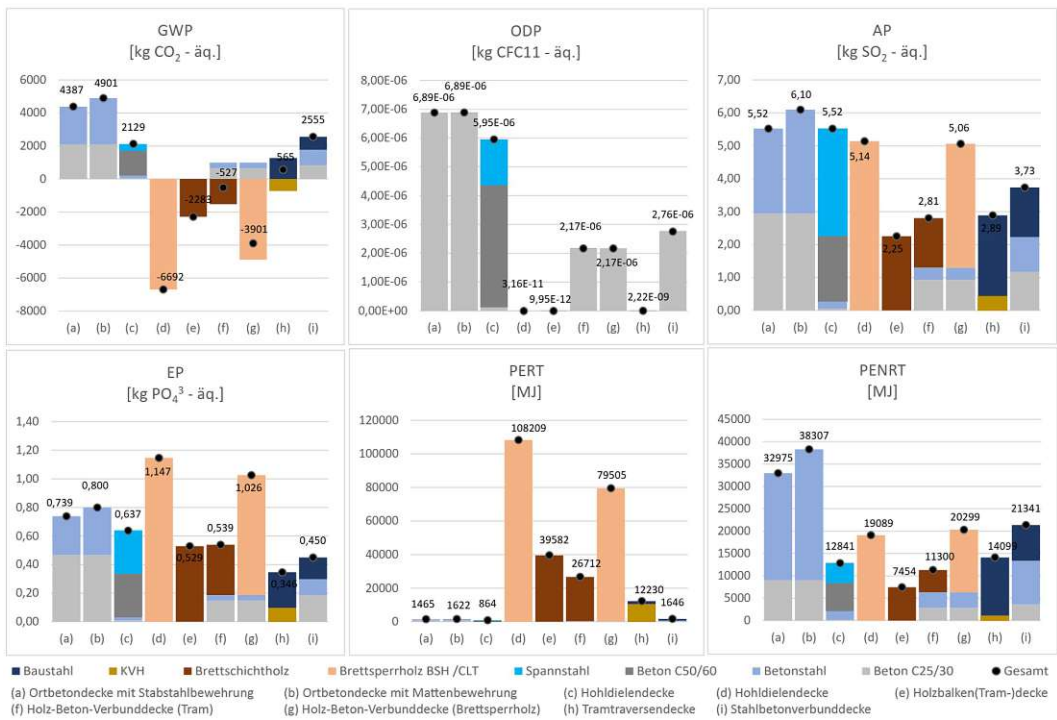 GWP
[kg CO₂ - äq.]
6000
4000
2000
0
-2000
-4000
-6000
-8000
4387
4901
2129
-6692
-2283
-527
-3901
565
2555
(a) (b) (c) (d) (e) (f) (g) (h) (i)
ODP
[kg CFC11 - äq.]
8,00E-06
7,00E-06
6,00E-06
5,00E-06
4,00E-06
3,00E-06
2,00E-06
1,00E-06
0,00E+00
6,89E-06
6,89E-06
5,95E-06
3,16E-11
9,95E-12
2,17E-06
2,17E-06
2,22E-09
2,76E-06
(a) (b) (c) (d) (e) (f) (g) (h) (i)
AP
[kg SO₂ - äq.]
7,00
6,00
5,00
4,00
3,00
2,00
1,00
0,00
5,52
6,10
5,52
5,14
2,25
2,81
5,06
2,89
3,73
(a) (b) (c) (d) (e) (f) (g) (h) (i)
EP
[kg PO₄³ - äq.]
1,40
1,20
1,00
0,80
0,60
0,40
0,20
0,00
0,739
0,800
0,637
1,147
0,529
0,539
1,026
0,346
0,450
(a) (b) (c) (d) (e) (f) (g) (h) (i)
PERT
[MJ]
120000
100000
80000
60000
40000
20000
0
1465
1622
864
108209
39582
26712
79505
12230
1646
(a) (b) (c) (d) (e) (f) (g) (h) (i)
PENRT
[MJ]
45000
40000
35000
30000
25000
20000
15000
10000
5000
0
32975
38307
12841
19089
7454
11300
20299
14099
21341
(a) (b) (c) (d) (e) (f) (g) (h) (i)
Baustahl KVH Brettschichtholz Brettsperrholz BSH /CLT Spannstahl Beton C50/60 Betonstahl Beton C25/30 Gesamt
(a) Ortbetondecke mit Stabstahlbewehrung (b) Ortbetondecke mit Mattenbewehrung (c) Hohldielendecke (d) Hohldielendecke (e) Holzbalken(Tram-)decke
(f) Holz-Beton-Verbunddecke (Tram) (g) Holz-Beton-Verbunddecke (Brettsperrholz) (h) Tramtraversendecke (i) Stahlbetonverbunddecke